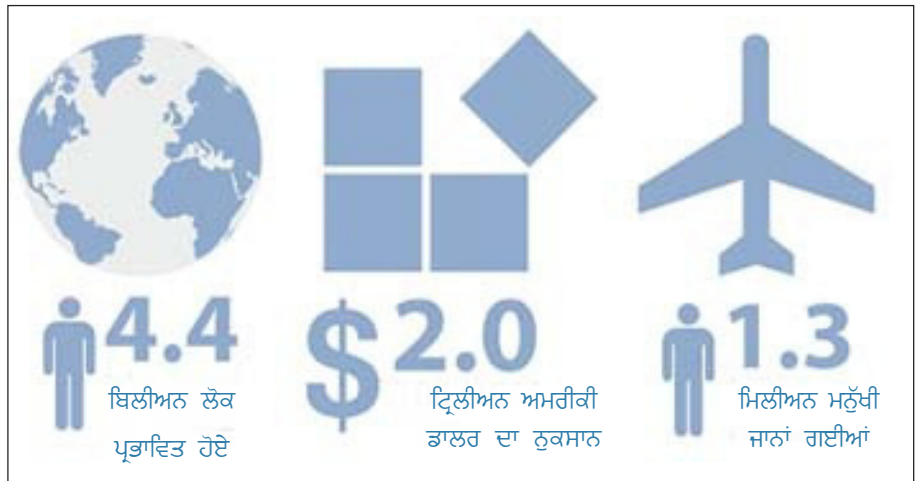 4.4
ਬਿਲੀਅਨ ਲੋਕ
ਪ੍ਰਭਾਵਿਤ ਹੋਏ
$ 2.0
ਟ੍ਰਿਲੀਅਨ ਅਮਰੀਕੀ
ਡਾਲਰ ਦਾ ਨੁਕਸਾਨ
1.3
ਮਿਲੀਅਨ ਮਨੁੱਖੀ
ਜਾਨਾਂ ਗਈਆਂ